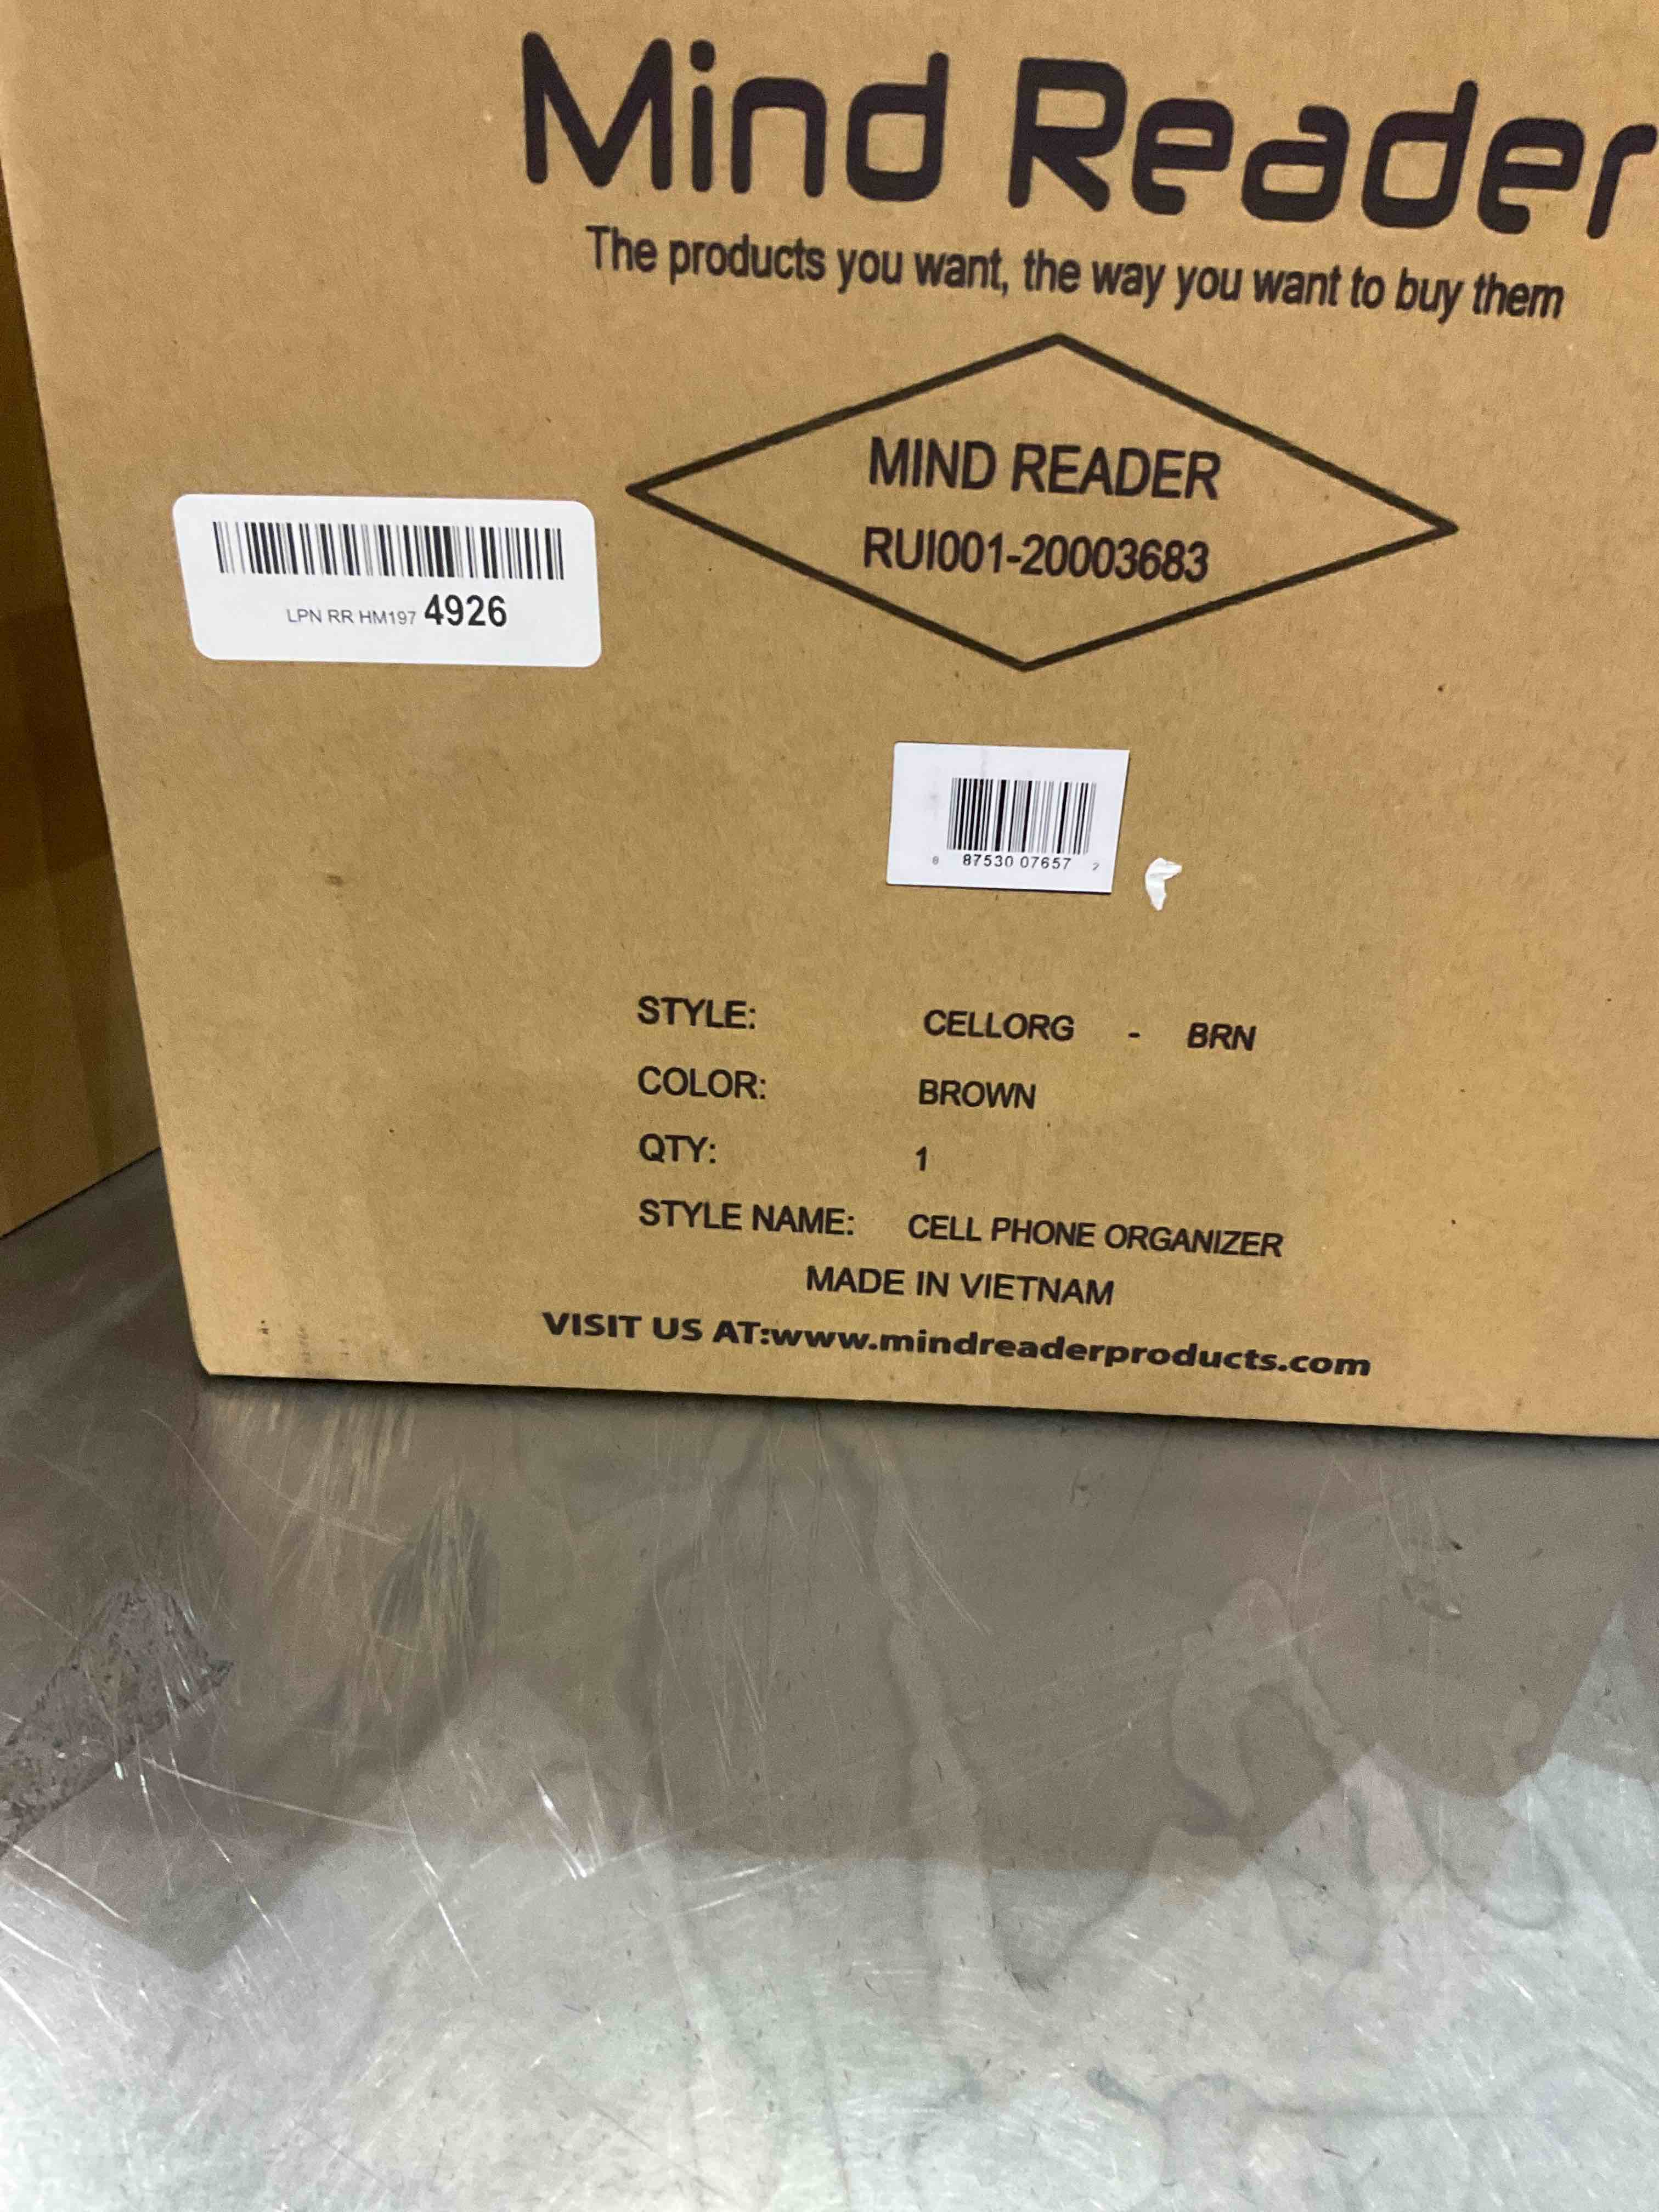 Mind Reader
The products you want, the way you want to buy them
MIND READER
RUI001-20003683
LPN RR HM197 4926
8 87530 07657 2
STYLE: CELLORG - BRN
COLOR: BROWN
QTY: 1
STYLE NAME: CELL PHONE ORGANIZER
MADE IN VIETNAM
VISIT US AT:www.mindreaderproducts.com